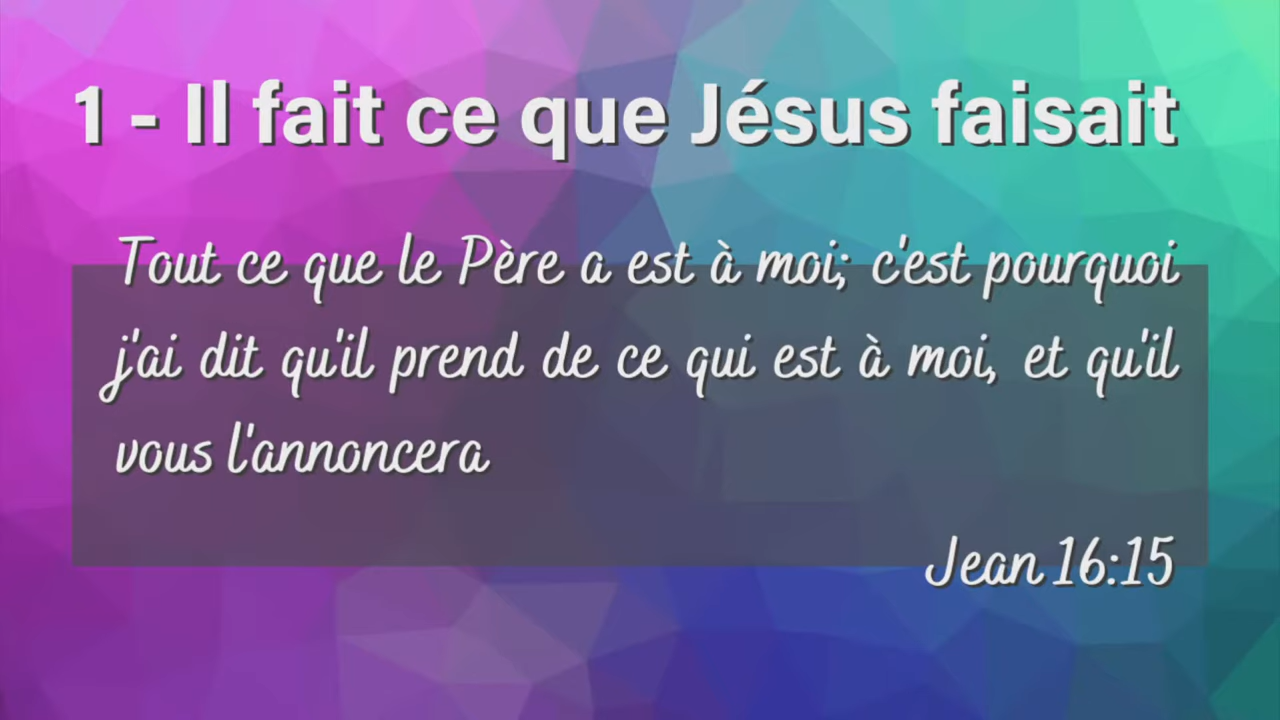 1 - Il fait ce que Jésus faisait
Tout ce que le Père a est à moi; c'est pourquoi
j'ai dit qu'il prend de ce qui est à moi, et qu'il
vous l'annoncera
Jean 16:15